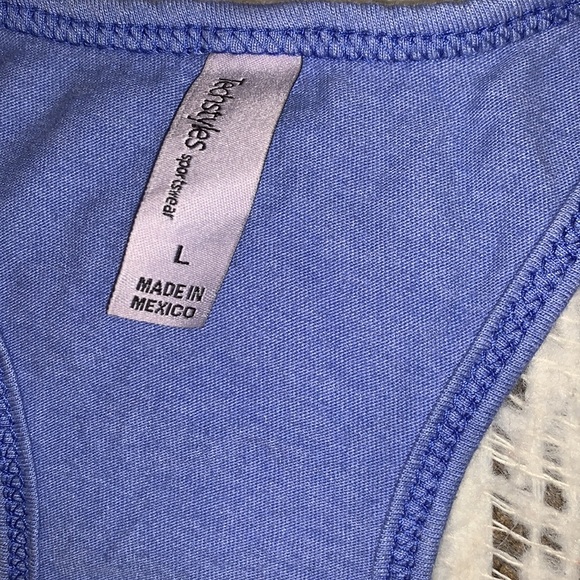 Techstyles
sportswear
L
MADE IN
MEXICO